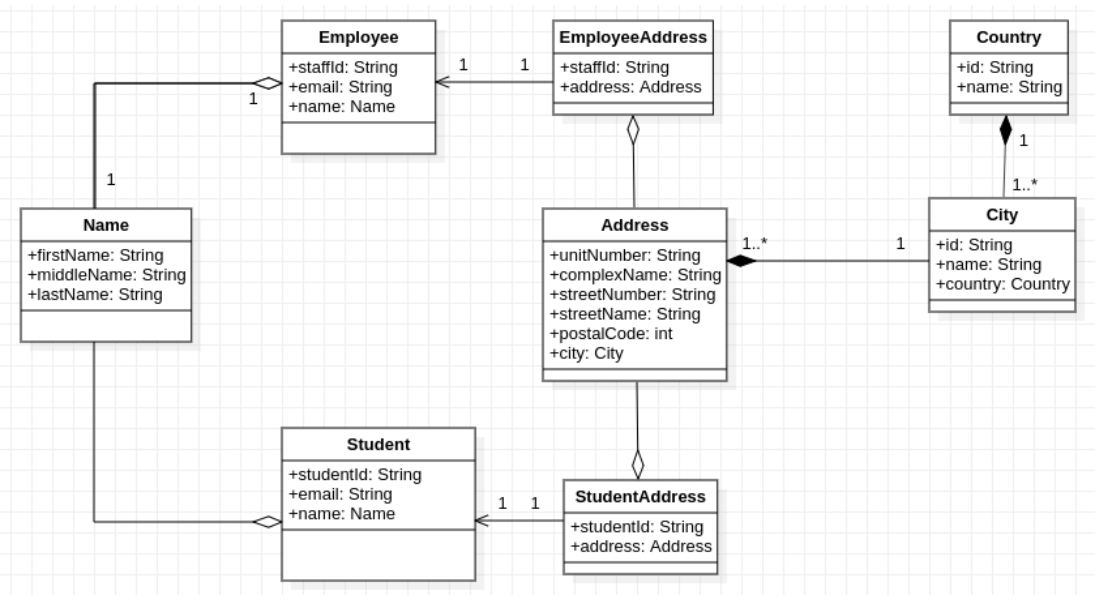 Employee
+staffId: String
+email: String
+name: Name
1
1
1
1
EmployeeAddress
+staffId: String
+address: Address
Country
+id: String
+name: String
1
1..*
Name
+firstName: String
+middleName: String
+lastName: String
Address
+unitNumber: String
+complexName: String
+streetNumber: String
+streetName: String
+postalCode: int
+city: City
1..*
1
City
+id: String
+name: String
+country: Country
Student
+studentId: String
+email: String
+name: Name
1
1
StudentAddress
+studentId: String
+address: Address